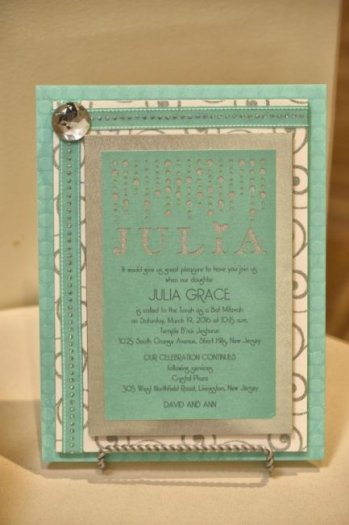 JULIA
It would give us great pleasure to have you join us
when our daughter
JULIA GRACE
is called to the Torah as a Bat Mitzvah
on Saturday, March 19, 2016 at 10:15 a.m.
Temple B'nai Jeshurun
1025 South Orange Avenue, Short Hills, New Jersey
OUR CELEBRATION CONTINUES
following services
Crystal Plaza
305 West Northfield Road, Livingston, New Jersey
DAVID AND ANN